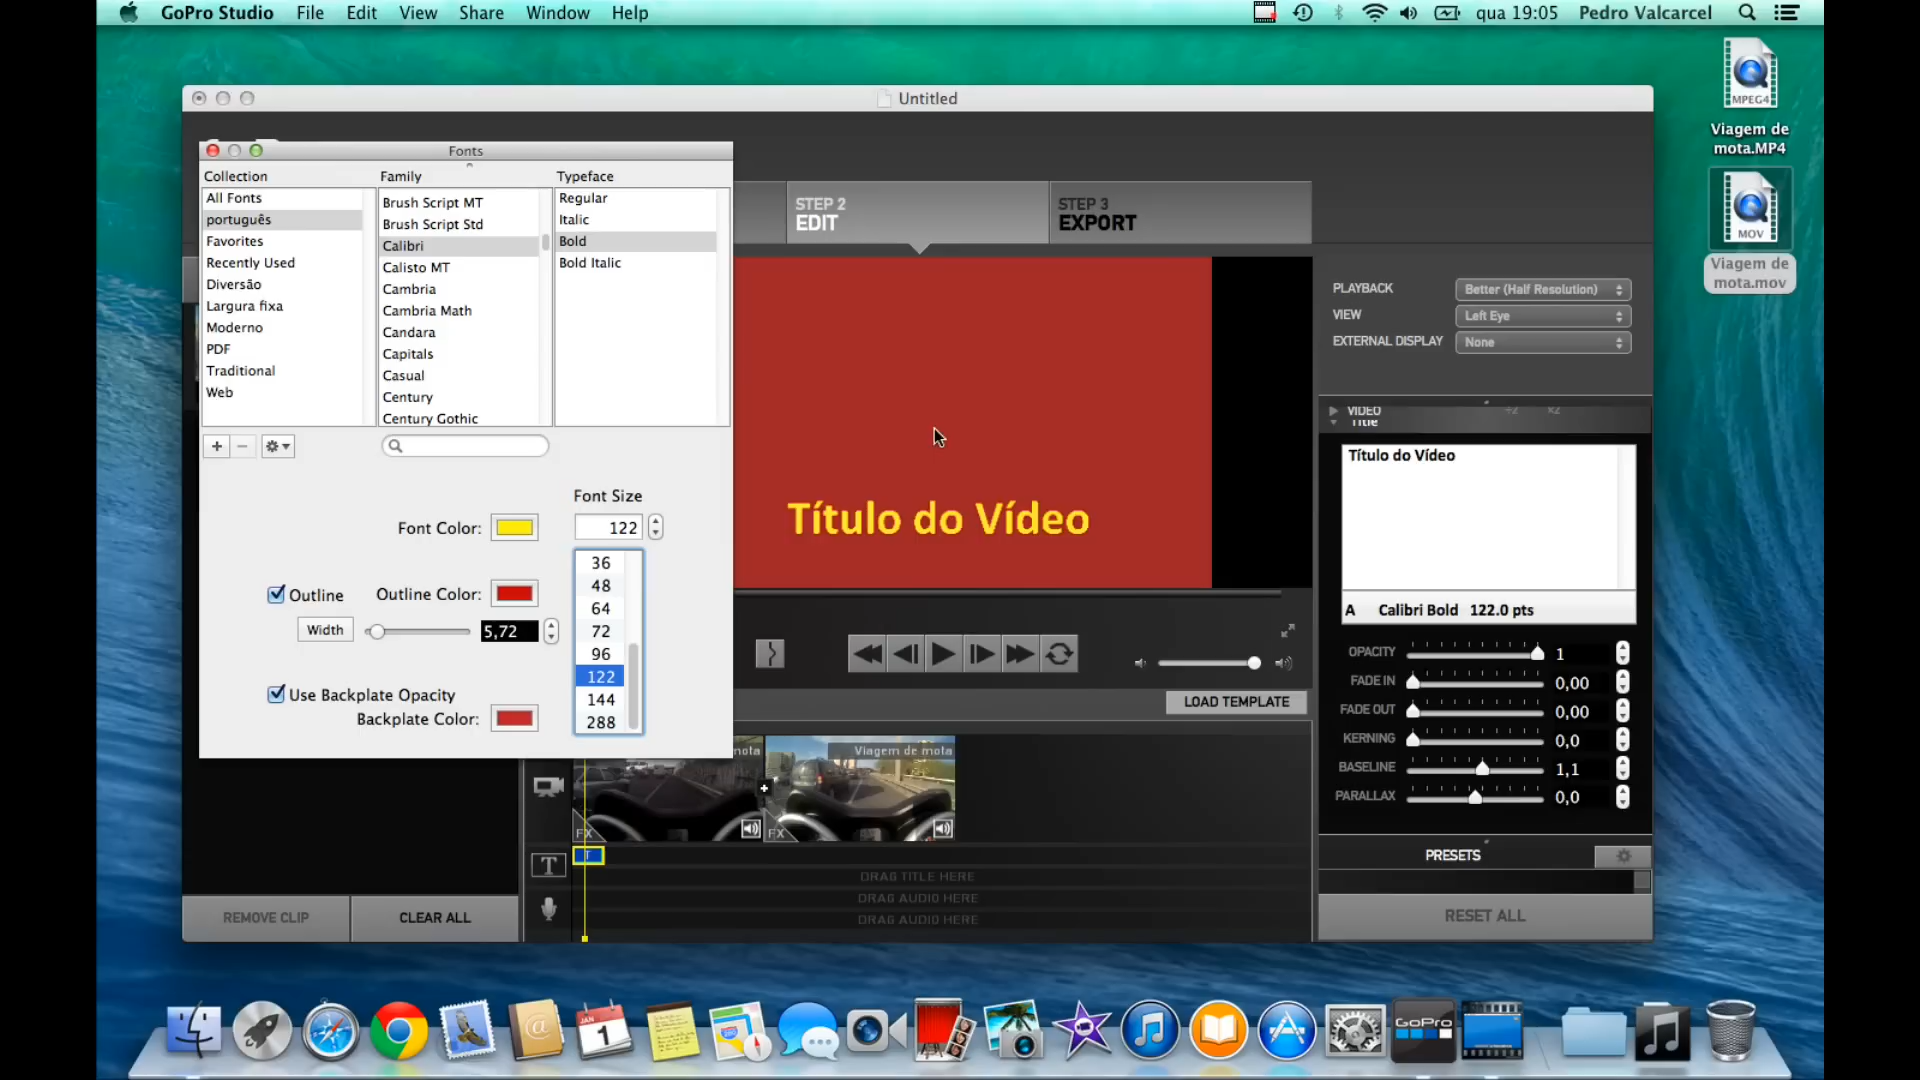 GoPro Studio File Edit View Share Window Help
qua 19:05 Pedro Valcarcel
MPEG4
Viagem de
mota.MP4
MOV
Viagem de
mota.mov
Untitled
Fonts
Collection
All Fonts
português
Favorites
Recently Used
Diversão
Largura fixa
Moderno
PDF
Traditional
Web
Family
Brush Script MT
Brush Script Std
Calibri
Calisto MT
Cambria
Cambria Math
Candara
Capitals
Casual
Century
Century Gothic
Typeface
Regular
Italic
Bold
Bold Italic
Font Size
Font Color:
122
36
48
64
72
96
122
144
288
Outline Outline Color:
Width 5,72
Use Backplate Opacity
Backplate Color:
STEP 2
EDIT
STEP 3
EXPORT
Título do Vídeo
LOAD TEMPLATE
PLAYBACK Better (Half Resolution)
VIEW Left Eye
EXTERNAL DISPLAY None
VIDEO
Title
Título do Vídeo
A Calibri Bold 122.0 pts
OPACITY 1
FADE IN 0,00
FADE OUT 0,00
KERNING 0,0
BASELINE 1,1
PARALLAX 0,0
PRESETS
RESET ALL
mota
Viagem de mota
FX
FX
T
T
DRAG TITLE HERE
DRAG AUDIO HERE
DRAG AUDIO HERE
REMOVE CLIP CLEAR ALL
JAN
1
GoPro